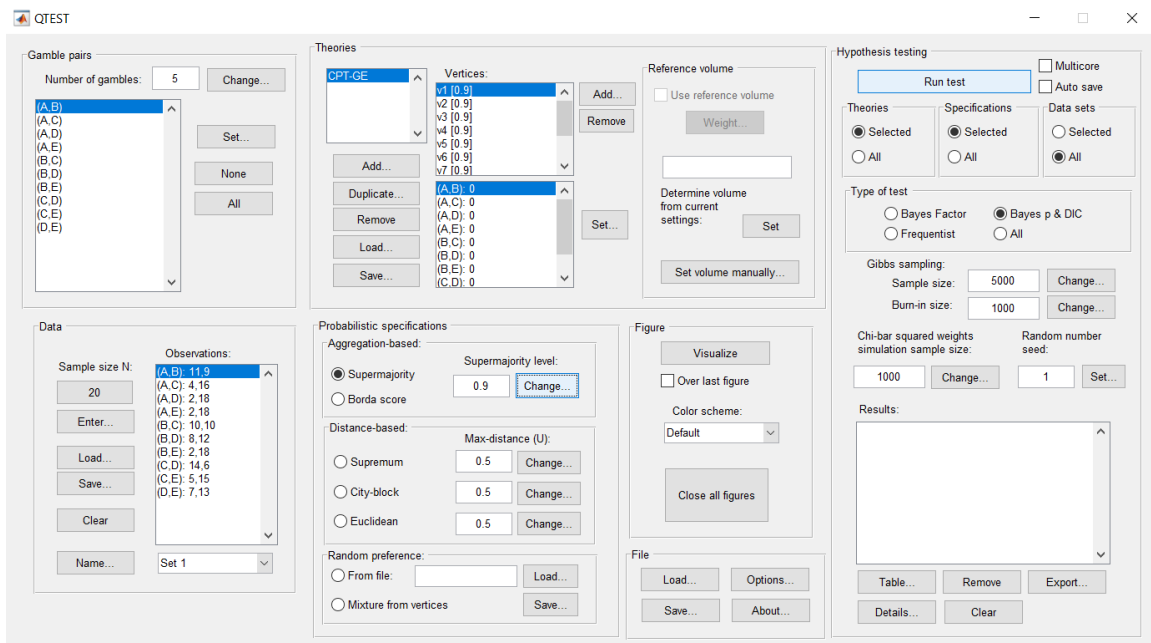 QTEST
Gamble pairs
Number of gambles: 5 Change...
(A,B)
(A,C)
(A,D)
(A,E)
(B,C)
(B,D)
(B,E)
(C,D)
(C,E)
(D,E)
Set...
None
All
Theories
CPT-GE
Add...
Duplicate...
Remove
Load...
Save...
Vertices:
v1 [0.9]
v2 [0.9]
v3 [0.9]
v4 [0.9]
v5 [0.9]
v6 [0.9]
v7 [0.9]
Add...
Remove
(A,B): 0
(A,C): 0
(A,D): 0
(A,E): 0
(B,C): 0
(B,D): 0
(B,E): 0
(C,D): 0
Set...
Reference volume
Use reference volume
Weight...
Determine volume
from current
settings:
Set
Set volume manually...
Hypothesis testing
Run test
Multicore
Auto save
Theories
Selected
All
Specifications
Selected
All
Data sets
Selected
All
Type of test
Bayes Factor
Bayes p & DIC
Frequentist
All
Gibbs sampling:
Sample size: 5000 Change...
Burn-in size: 1000 Change...
Chi-bar squared weights
simulation sample size:
1000 Change...
Random number
seed:
1 Set...
Results:
Table...
Remove
Export...
Details...
Clear
Data
Sample size N:
20
Enter...
Load...
Save...
Clear
Name...
Observations:
(A,B): 11,9
(A,C): 4,16
(A,D): 2,18
(A,E): 2,18
(B,C): 10,10
(B,D): 8,12
(B,E): 2,18
(C,D): 14,6
(C,E): 5,15
(D,E): 7,13
Set 1
Probabilistic specifications
Aggregation-based:
Supermajority
Borda score
Supermajority level:
0.9 Change...
Distance-based:
Max-distance (U):
Supremum 0.5 Change...
City-block 0.5 Change...
Euclidean 0.5 Change...
Random preference:
From file: Load...
Mixture from vertices Save...
Figure
Visualize
Over last figure
Color scheme:
Default
Close all figures
File
Load...
Options...
Save...
About...